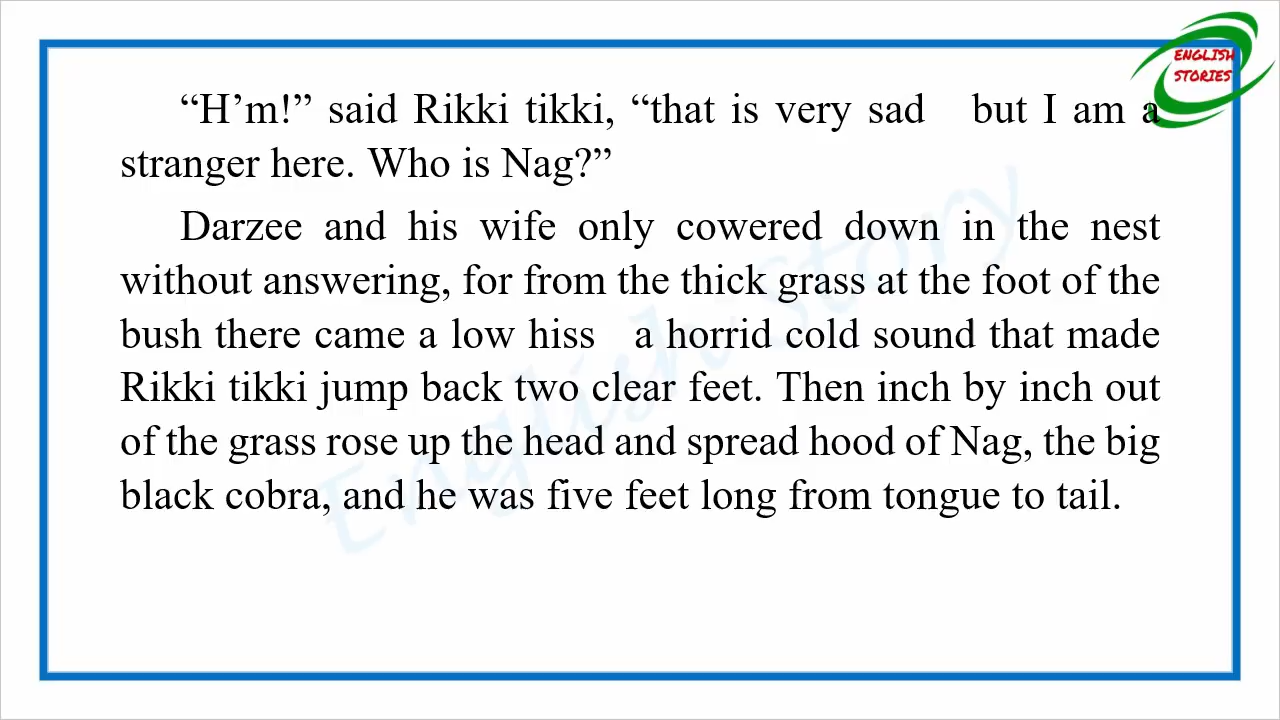 ENGLISH
STORIES
“H’m!” said Rikki tikki, “that is very sad   but I am a
stranger here. Who is Nag?”
Darzee and his wife only cowered down in the nest
without answering, for from the thick grass at the foot of the
bush there came a low hiss   a horrid cold sound that made
Rikki tikki jump back two clear feet. Then inch by inch out
of the grass rose up the head and spread hood of Nag, the big
black cobra, and he was five feet long from tongue to tail.
English Story